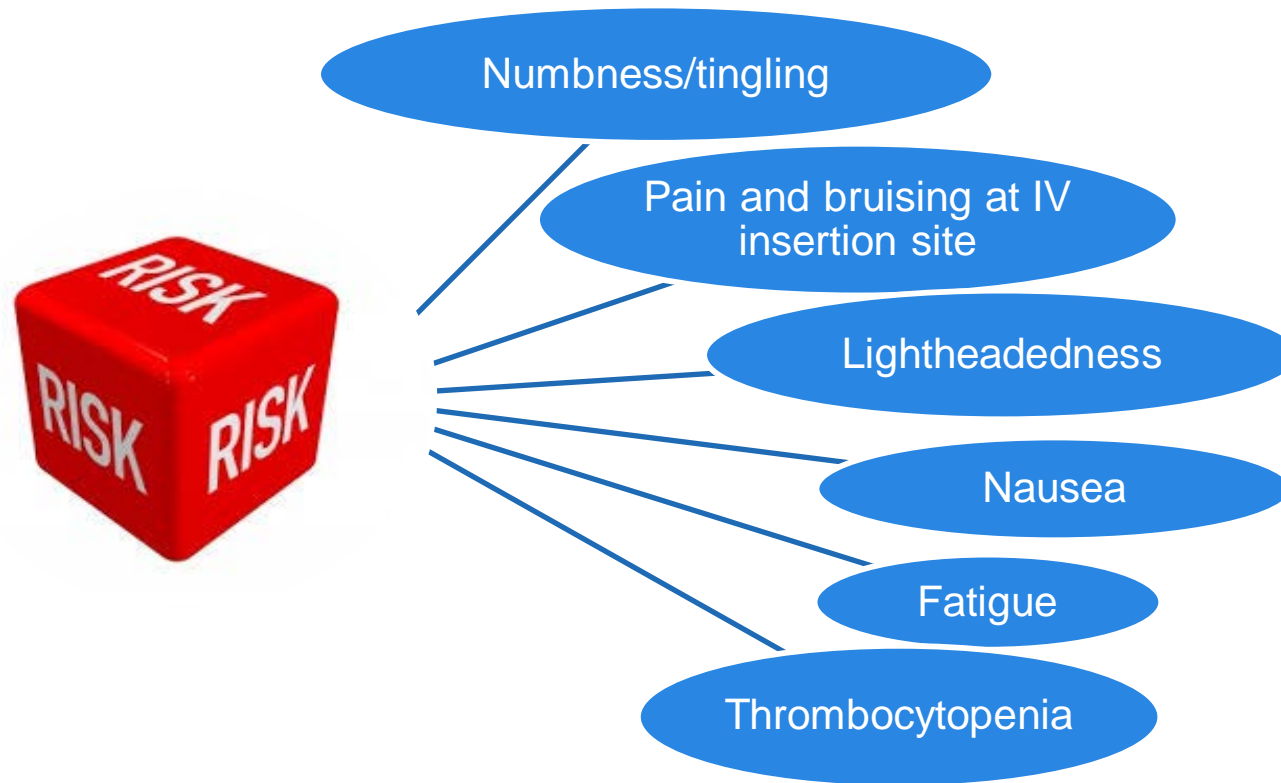 RISK
RISK
RISK
Numbness/tingling
Pain and bruising at IV
insertion site
Lightheadedness
Nausea
Fatigue
Thrombocytopenia